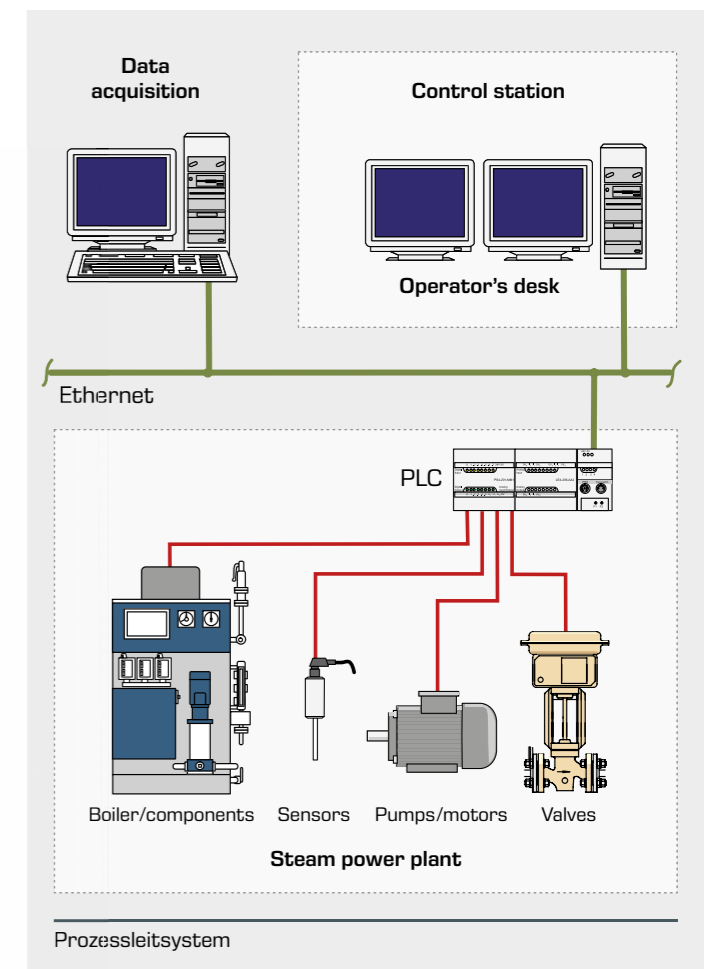 Data
acquisition
Control station
Operator's desk
Ethernet
PLC
Boiler/components
Sensors
Pumps/motors
Valves
Steam power plant
Prozessleitsystem